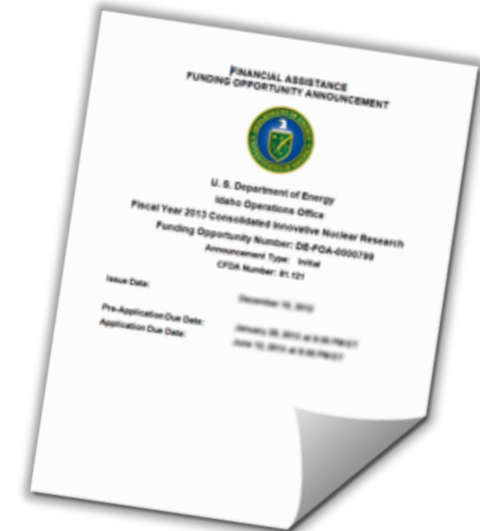 FINANCIAL ASSISTANCE
FUNDING OPPORTUNITY ANNOUNCEMENT
U. S. Department of Energy
Idaho Operations Office
Fiscal Year 2013 Consolidated Innovative Nuclear Research
Funding Opportunity Number: DE-FOA-0000799
Announcement Type: Initial
CFDA Number: 81.121
Issue Date:
Pre-Application Due Date:
Application Due Date: